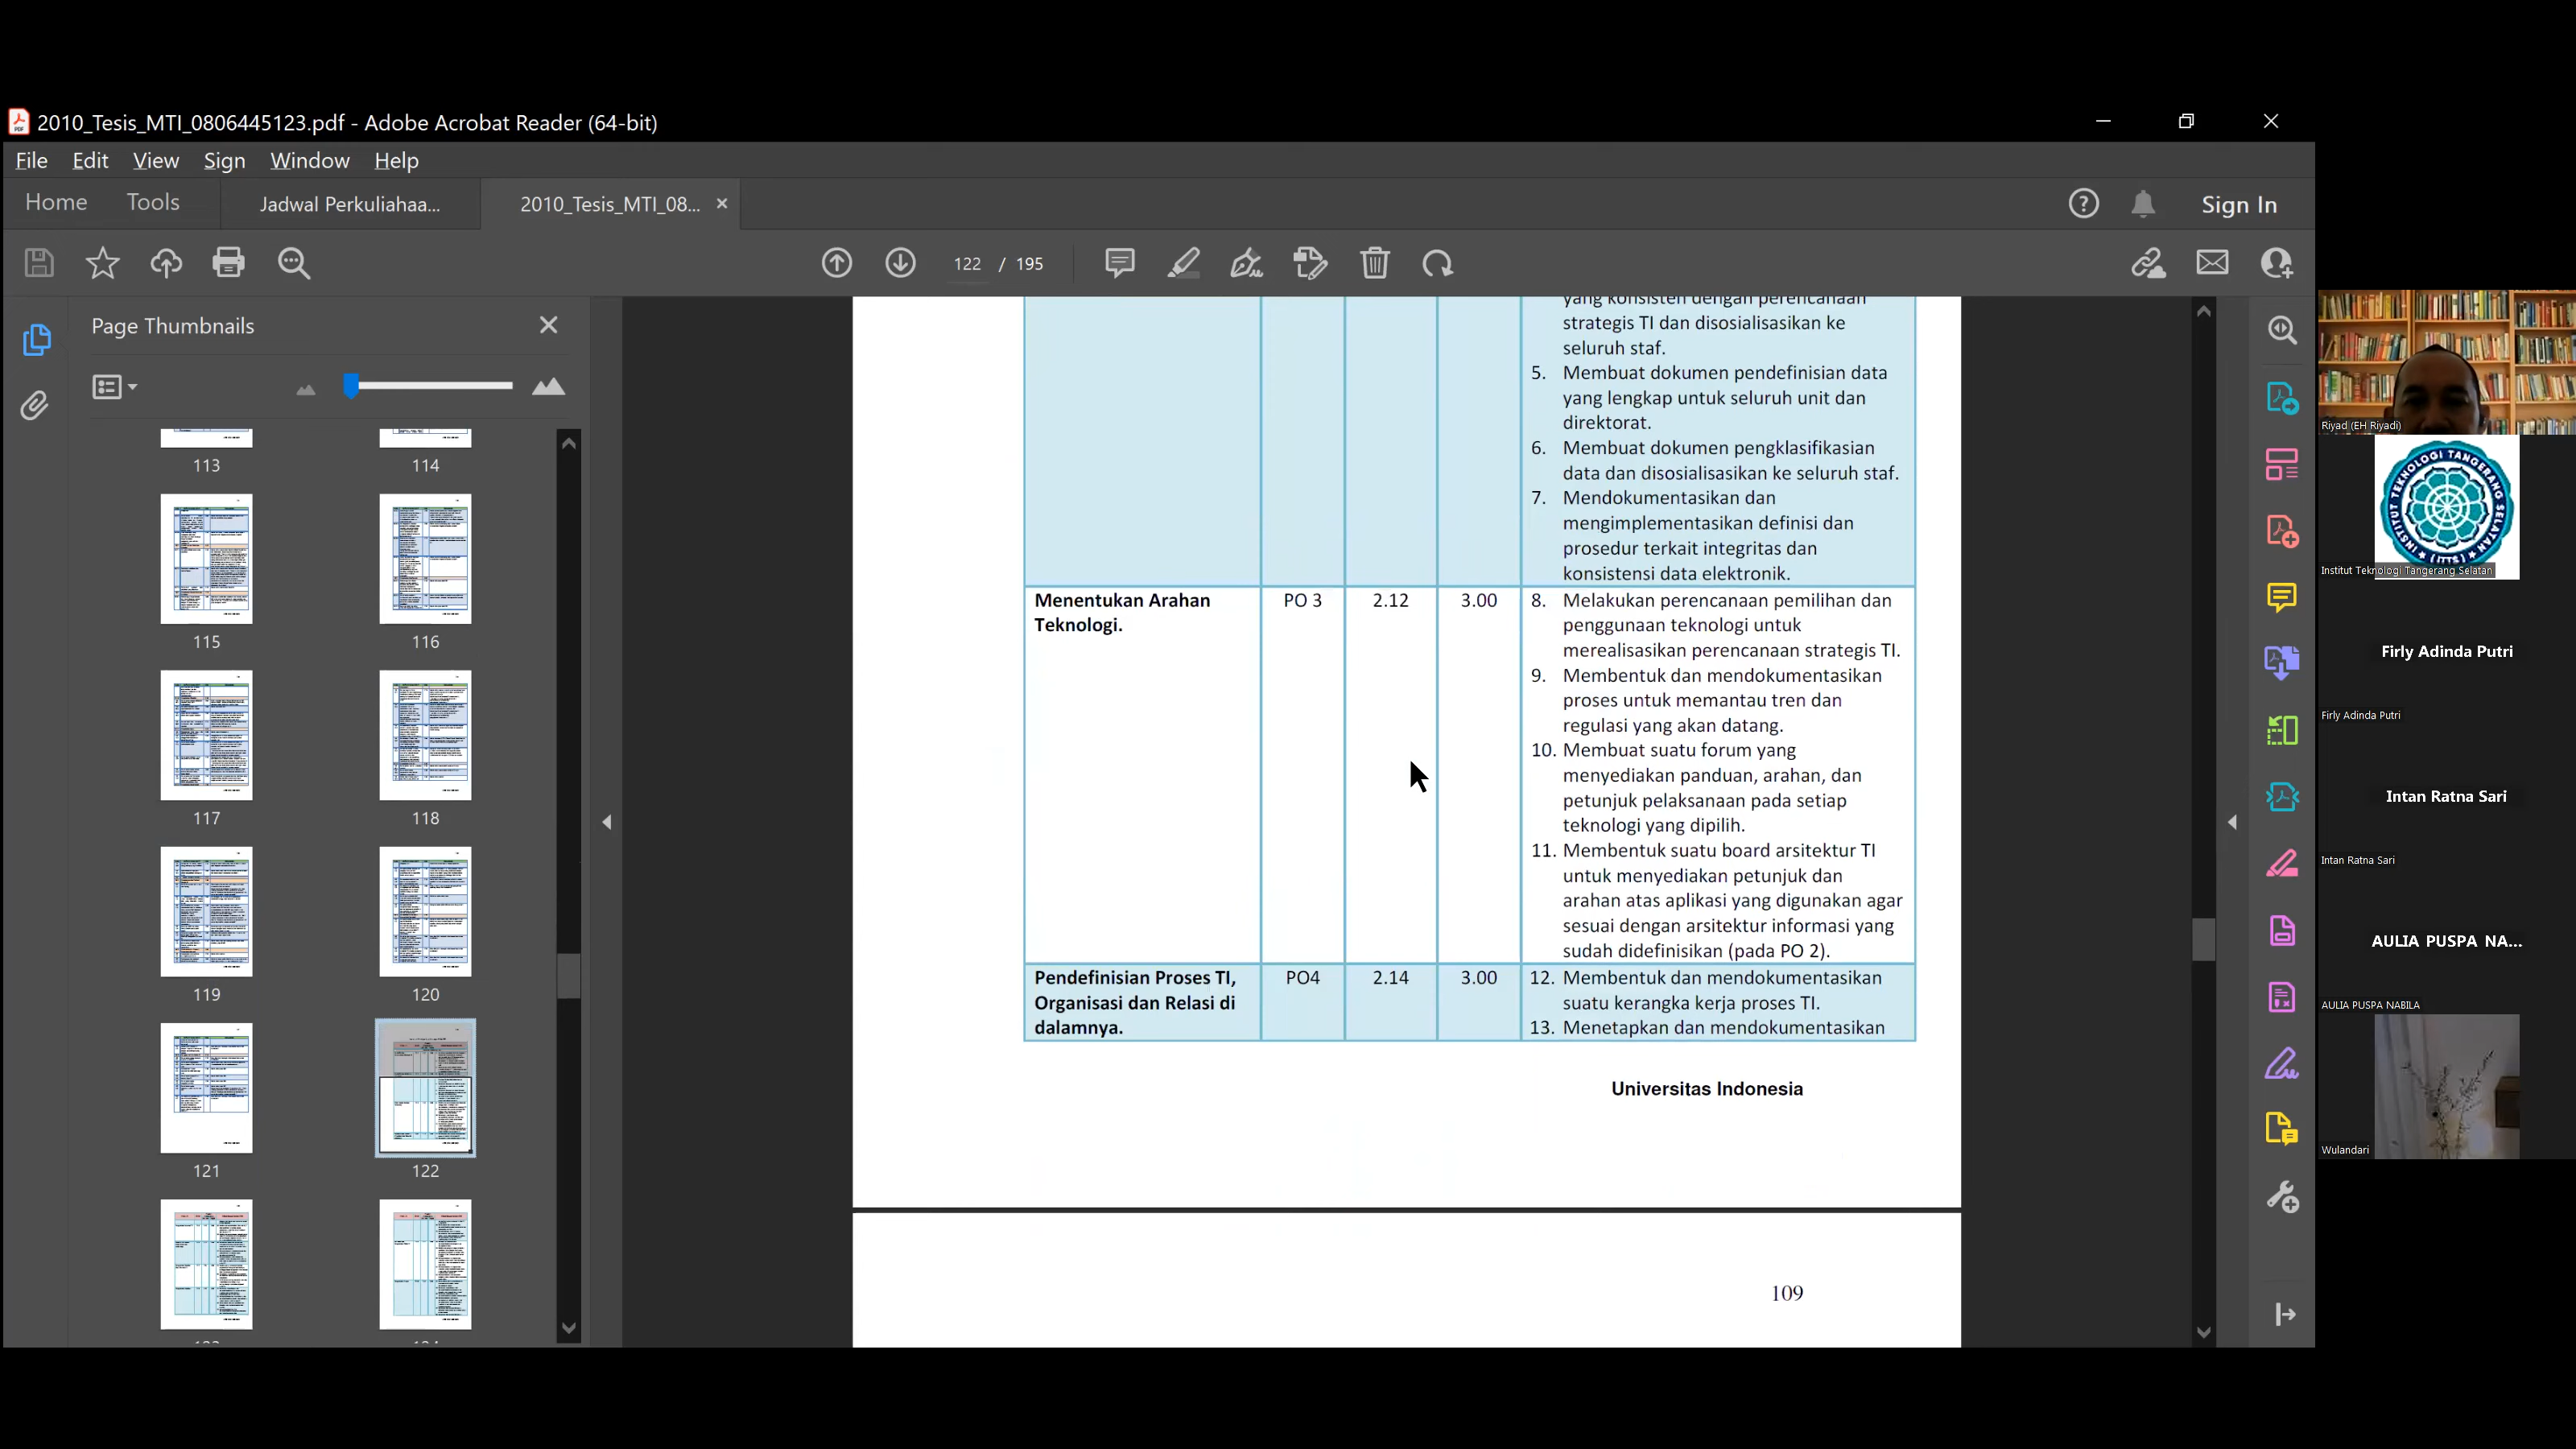 2010_Tesis_MTI_0806445123.pdf - Adobe Acrobat Reader (64-bit)
File Edit View Sign Window Help
Home Tools Jadwal Perkuliahaa... 2010_Tesis_MTI_08... Sign In
122 / 195
Page Thumbnails
113 114
115 116
117 118
119 120
121 122
yang konsisten dengan perencanaan
strategis TI dan disosialisasikan ke
seluruh staf.
5. Membuat dokumen pendefinisian data
yang lengkap untuk seluruh unit dan
direktorat.
6. Membuat dokumen pengklasifikasian
data dan disosialisasikan ke seluruh staf.
7. Mendokumentasikan dan
mengimplementasikan definisi dan
prosedur terkait integritas dan
konsistensi data elektronik.
Menentukan Arahan
Teknologi.
PO 3
2.12
3.00
8. Melakukan perencanaan pemilihan dan
penggunaan teknologi untuk
merealisasikan perencanaan strategis TI.
9. Membentuk dan mendokumentasikan
proses untuk memantau tren dan
regulasi yang akan datang.
10. Membuat suatu forum yang
menyediakan panduan, arahan, dan
petunjuk pelaksanaan pada setiap
teknologi yang dipilih.
11. Membentuk suatu board arsitektur TI
untuk menyediakan petunjuk dan
arahan atas aplikasi yang digunakan agar
sesuai dengan arsitektur informasi yang
sudah didefinisikan (pada PO 2).
Pendefinisian Proses TI,
Organisasi dan Relasi di
dalamnya.
PO4
2.14
3.00
12. Membentuk dan mendokumentasikan
suatu kerangka kerja proses TI.
13. Menetapkan dan mendokumentasikan
Universitas Indonesia
109
Riyad (EH Riyadi)
INSTITUT TEKNOLOGI TANGERANG SELATAN
(ITTS)
Institut Teknologi Tangerang Selatan
Firly Adinda Putri
Firly Adinda Putri
Intan Ratna Sari
Intan Ratna Sari
AULIA PUSPA NA...
AULIA PUSPA NABILA
Wulandari